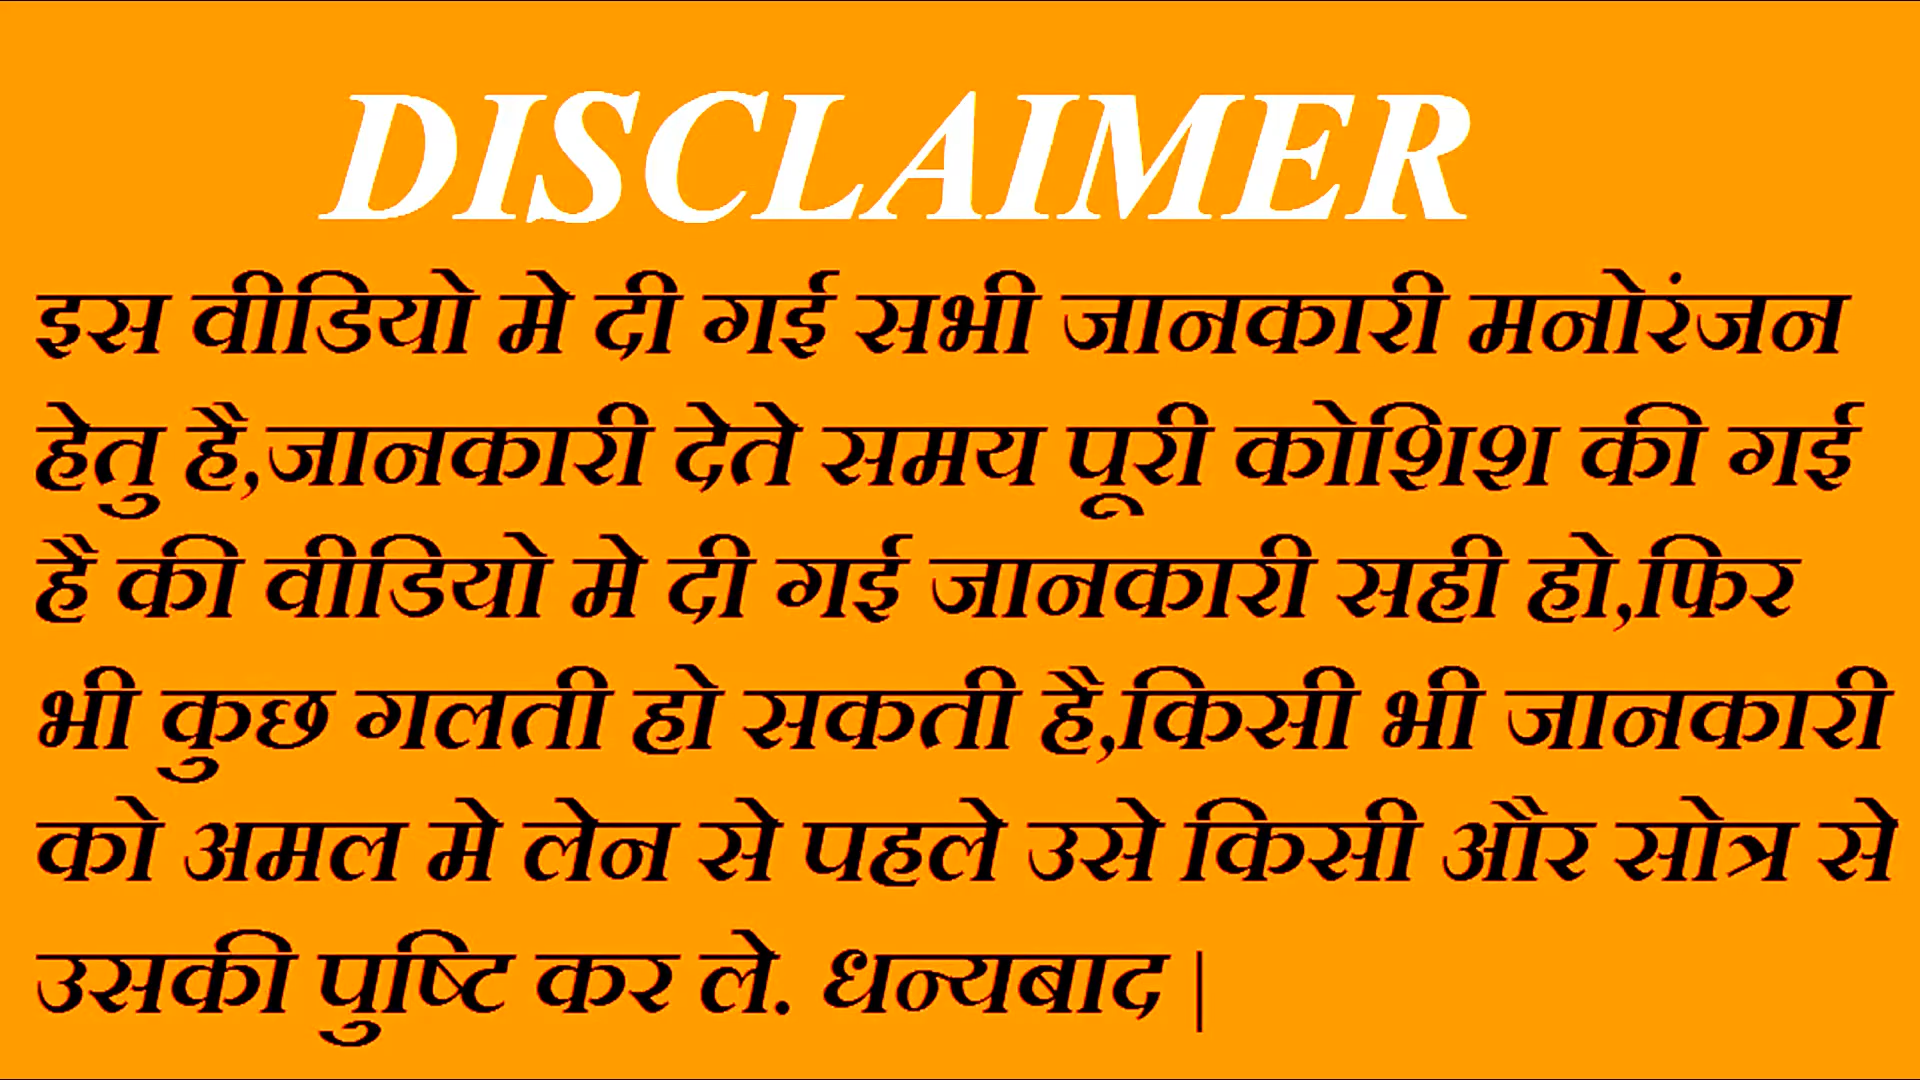 DISCLAIMER
इस वीडियो मे दी गई सभी जानकारी मनोरंजन
हेतु है,जानकारी देते समय पूरी कोशिश की गई
है की वीडियो मे दी गई जानकारी सही हो,फिर
भी कुछ गलती हो सकती है,किसी भी जानकारी
को अमल मे लेन से पहले उसे किसी और सोत्र से
उसकी पुष्टि कर ले. धन्यबाद |